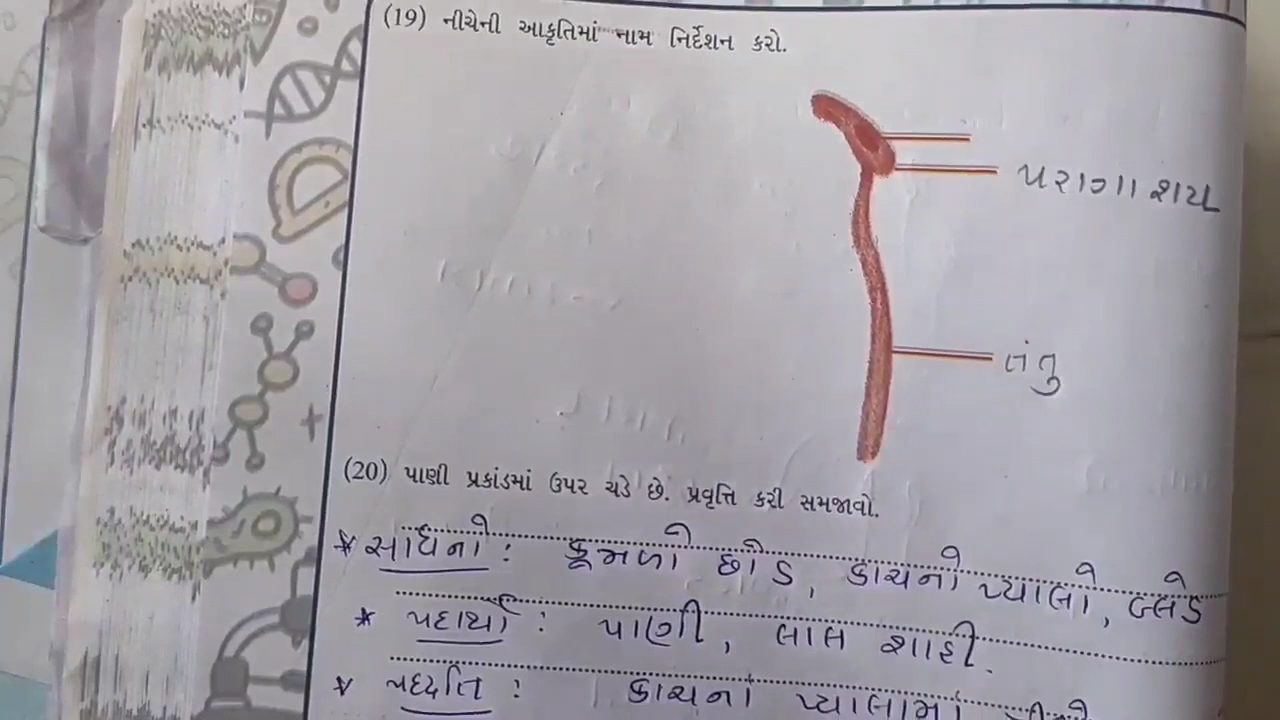 (19) નીચેની આકૃતિમાં નામ નિર્દેશન કરો.
પરાગાશય
તંતુ
(20) પાણી પ્રકાંડમાં ઉપર ચડે છે. પ્રવૃત્તિ કરી સમજાવો.
* સાધનો : કૂમળો છોડ, કાચનો પ્યાલો, બ્લેડ
* પદાર્થો : પાણી, લાલ શાહી.
* પદ્ધતિ : કાચનાં પ્યાલામાં